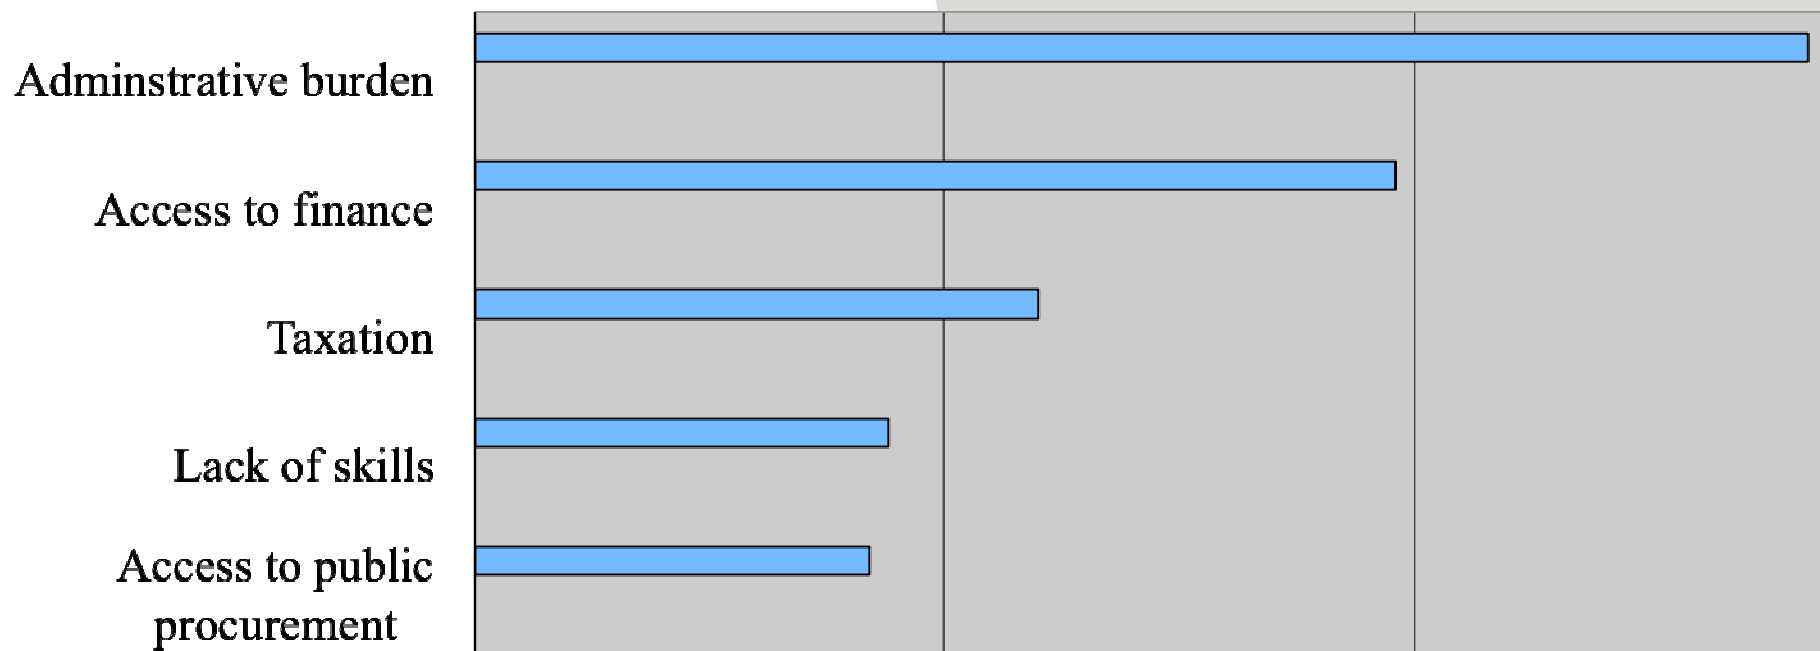 Adminstrative burden
Access to finance
Taxation
Lack of skills
Access to public
procurement